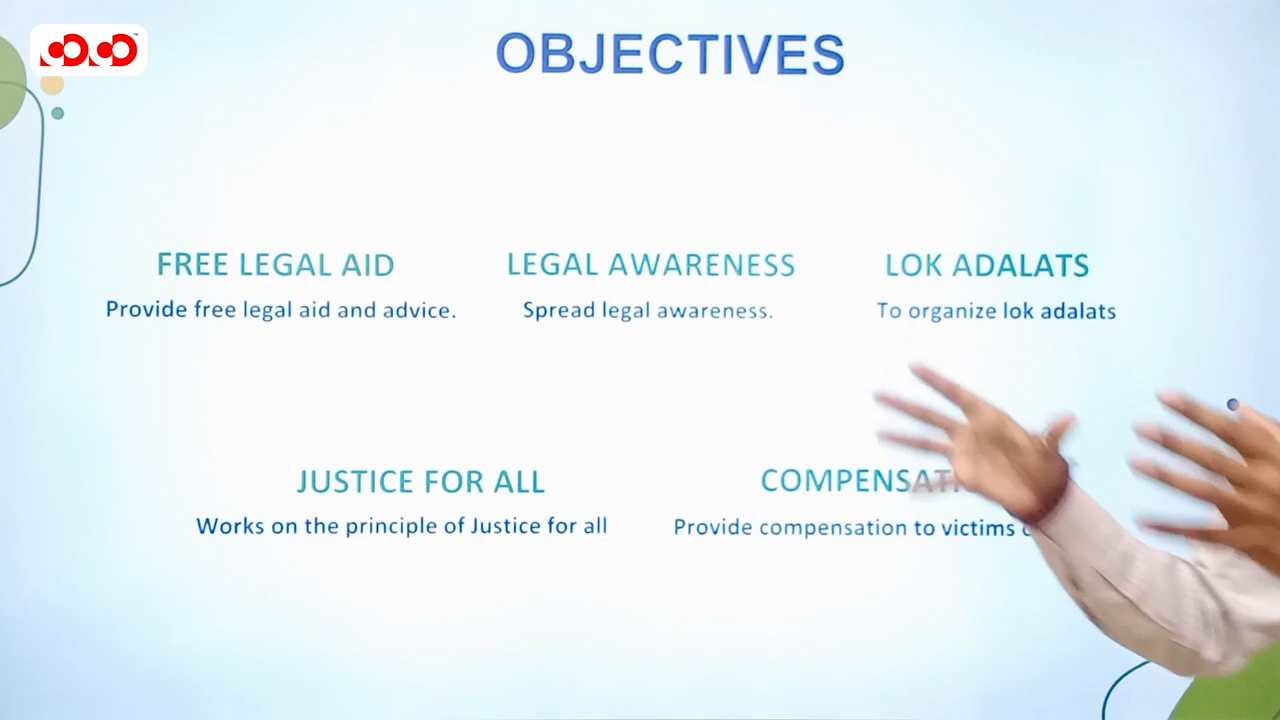 OBJECTIVES
FREE LEGAL AID
Provide free legal aid and advice.
LEGAL AWARENESS
Spread legal awareness.
LOK ADALATS
To organize lok adalats
JUSTICE FOR ALL
Works on the principle of Justice for all
Provide compensation to victims